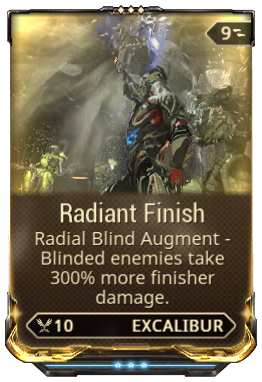 9
Radiant Finish
Radial Blind Augment -
Blinded enemies take
300% more finisher
damage.
10 EXCALIBUR